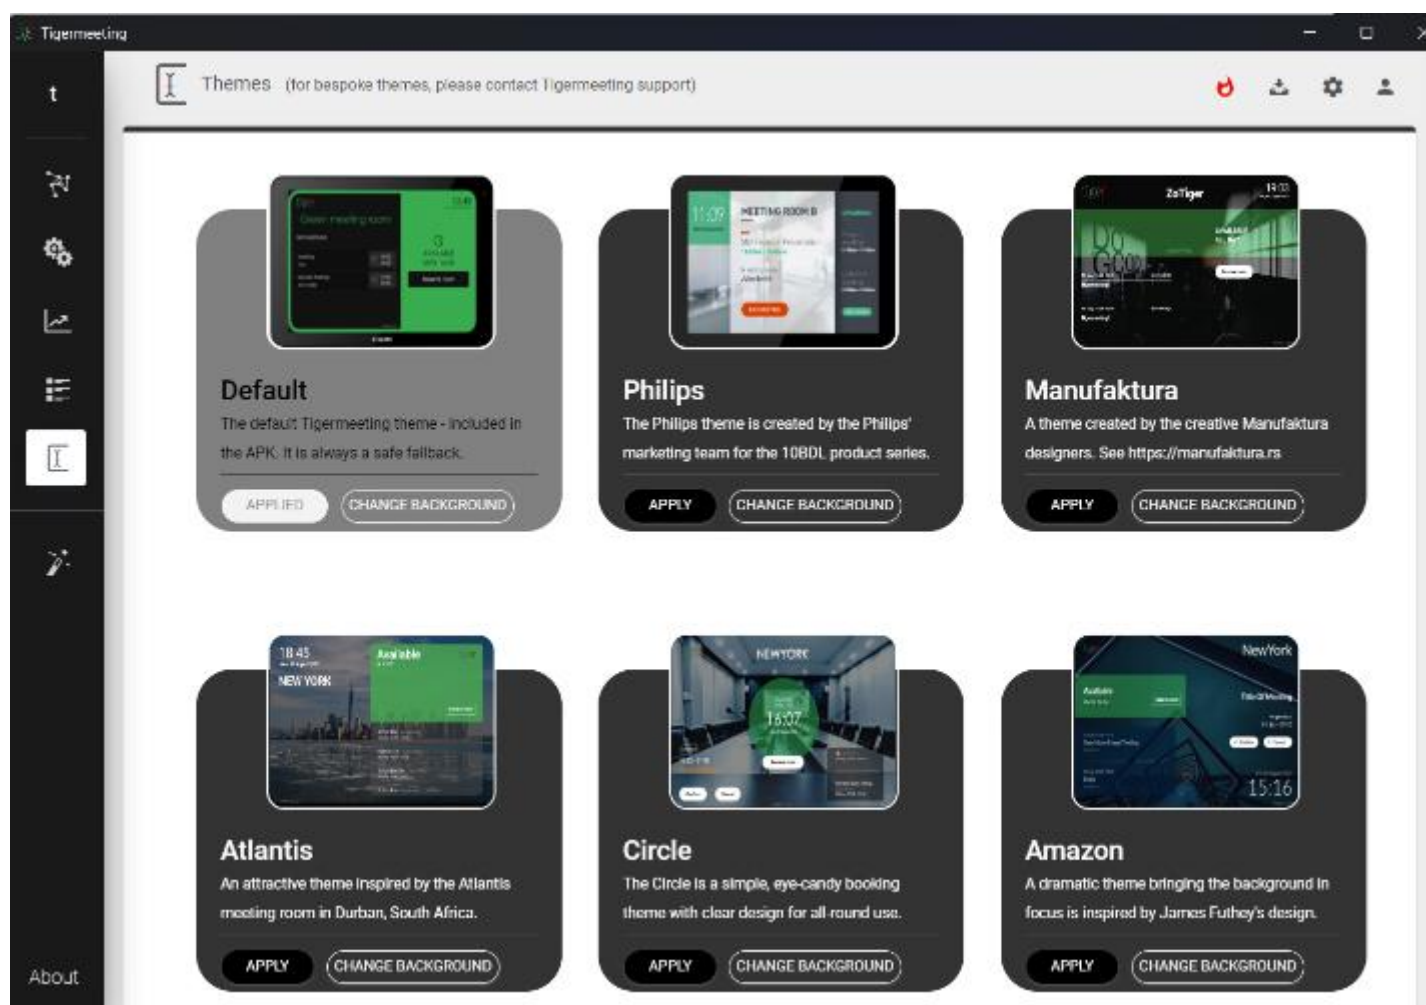 Tigermeeting
t
Themes (for bespoke themes, please contact Tigermeeting support)
11:09
MEETING ROOM B
ZoTiger
19:03
Default
The default Tigermeeting theme - included in
the APK. It is always a safe fallback.
APPLIED
CHANGE BACKGROUND
Philips
The Philips theme is created by the Philips'
marketing team for the 10BDL product series.
APPLY
CHANGE BACKGROUND
Manufaktura
A theme created by the creative Manufaktura
designers. See https://manufaktura.rs
APPLY
CHANGE BACKGROUND
18:45
Available
NEW YORK
NEWYORK
16:07
NewYork
Available
Title Of Meeting
15:16
Atlantis
An attractive theme inspired by the Atlantis
meeting room in Durban, South Africa.
APPLY
CHANGE BACKGROUND
Circle
The Circle is a simple, eye-candy booking
theme with clear design for all-round use.
APPLY
CHANGE BACKGROUND
Amazon
A dramatic theme bringing the background in
focus is inspired by James Futhey's design.
APPLY
CHANGE BACKGROUND
About